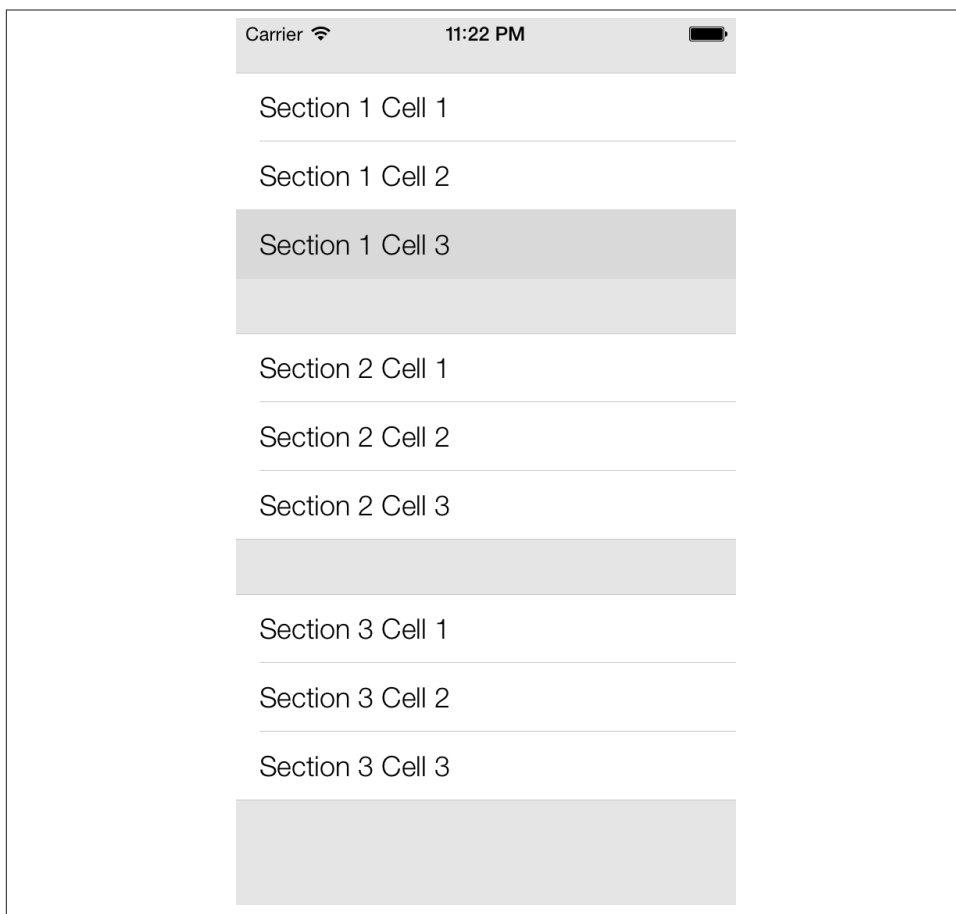 Carrier 11:22 PM
Section 1 Cell 1
Section 1 Cell 2
Section 1 Cell 3
Section 2 Cell 1
Section 2 Cell 2
Section 2 Cell 3
Section 3 Cell 1
Section 3 Cell 2
Section 3 Cell 3